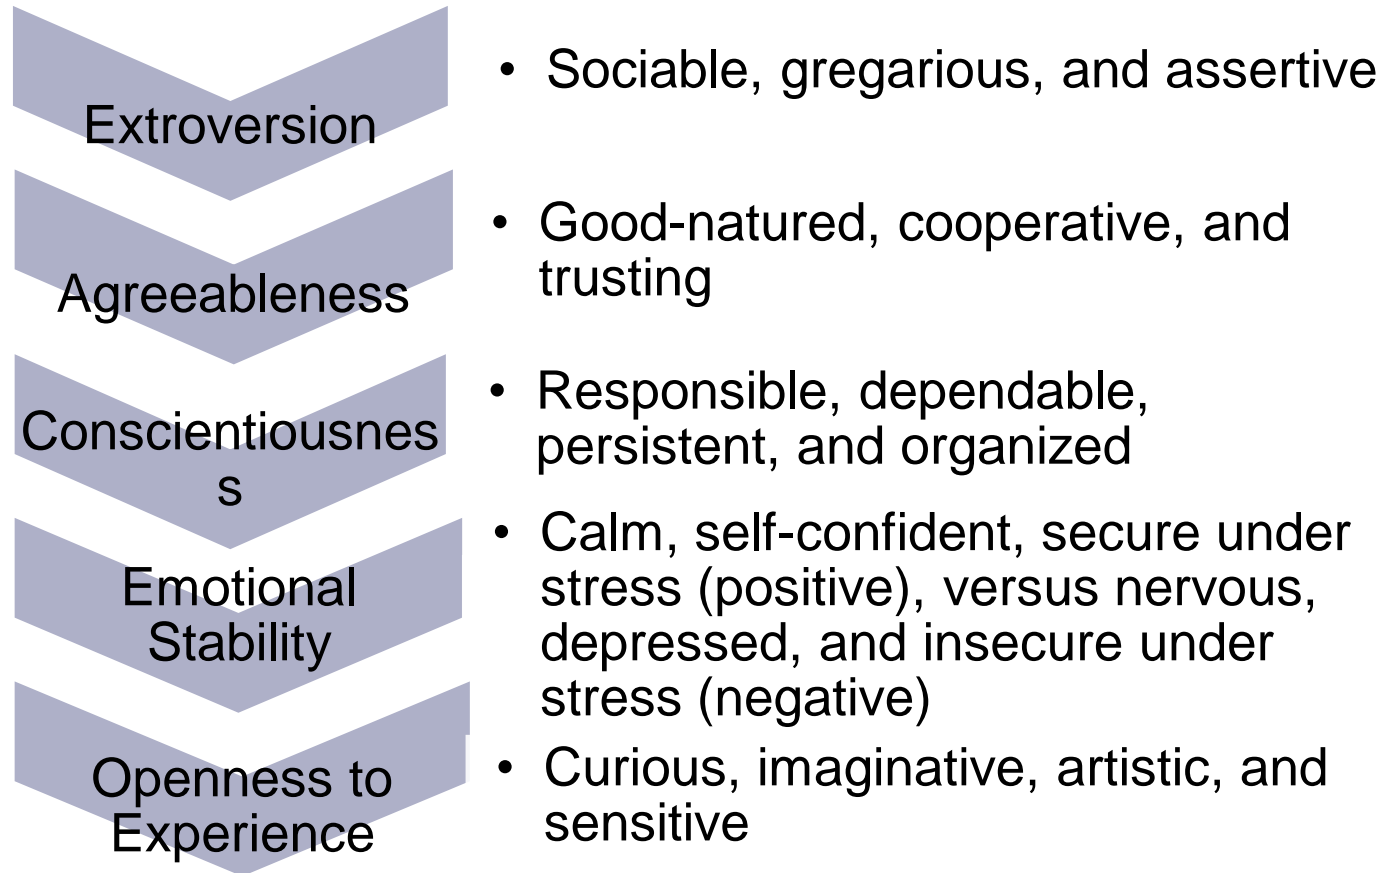 Extroversion
• Sociable, gregarious, and assertive
Agreeableness
• Good-natured, cooperative, and
trusting
Conscientiousnes
s
• Responsible, dependable,
persistent, and organized
Emotional
Stability
• Calm, self-confident, secure under
stress (positive), versus nervous,
depressed, and insecure under
stress (negative)
Openness to
Experience
• Curious, imaginative, artistic, and
sensitive